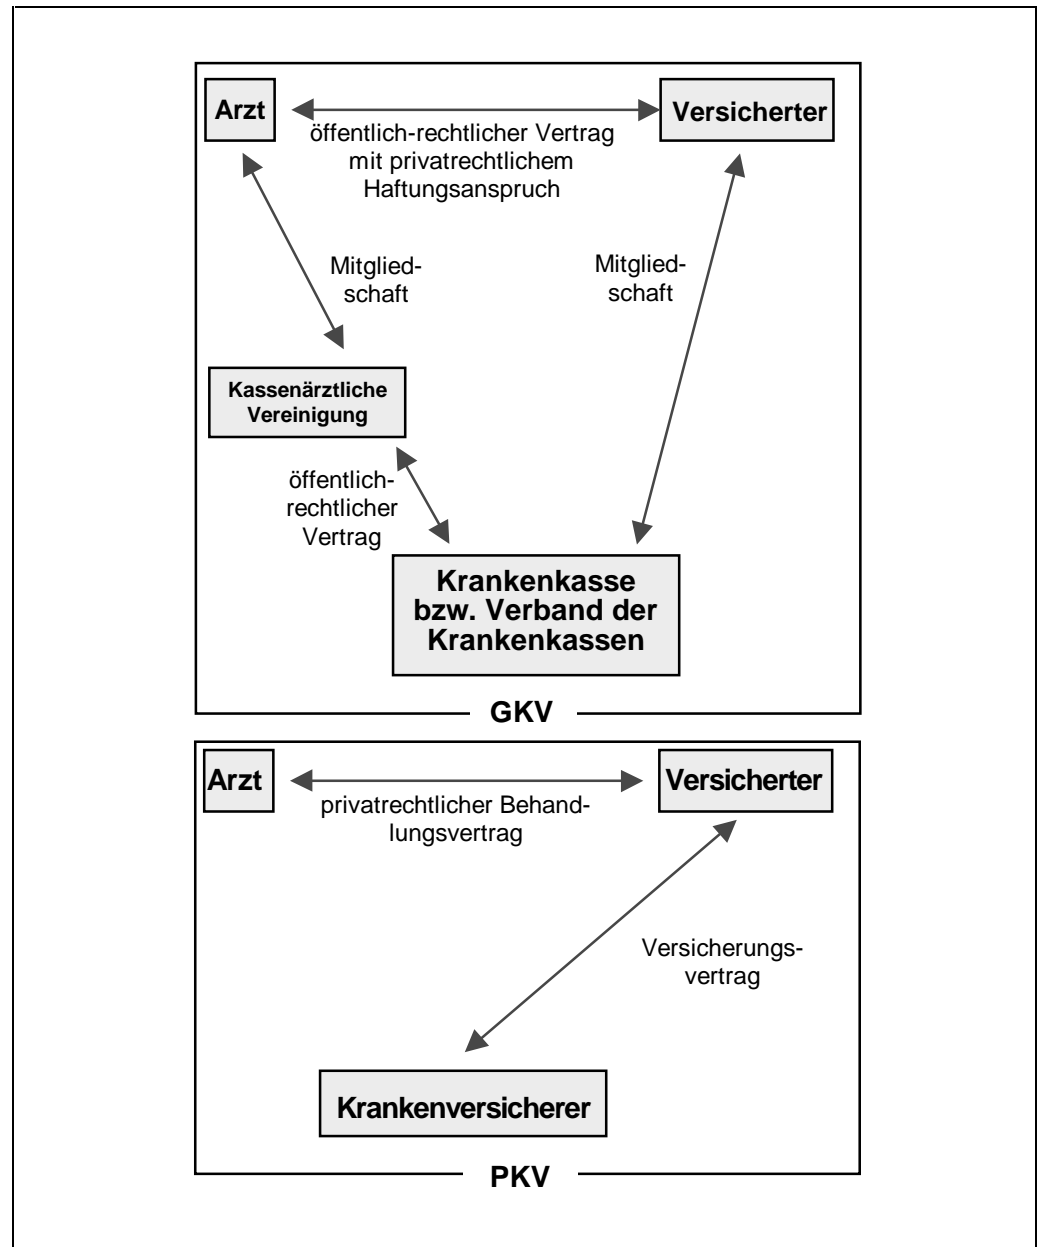 Arzt
Versicherter
öffentlich-rechtlicher Vertrag
mit privatrechtlichem
Haftungsanspruch
Mitglied-
schaft
Mitglied-
schaft
Kassenärztliche
Vereinigung
öffentlich-
rechtlicher
Vertrag
Krankenkasse
bzw. Verband der
Krankenkassen
GKV
Arzt
Versicherter
privatrechtlicher Behand-
lungsvertrag
Versicherungs-
vertrag
Krankenversicherer
PKV